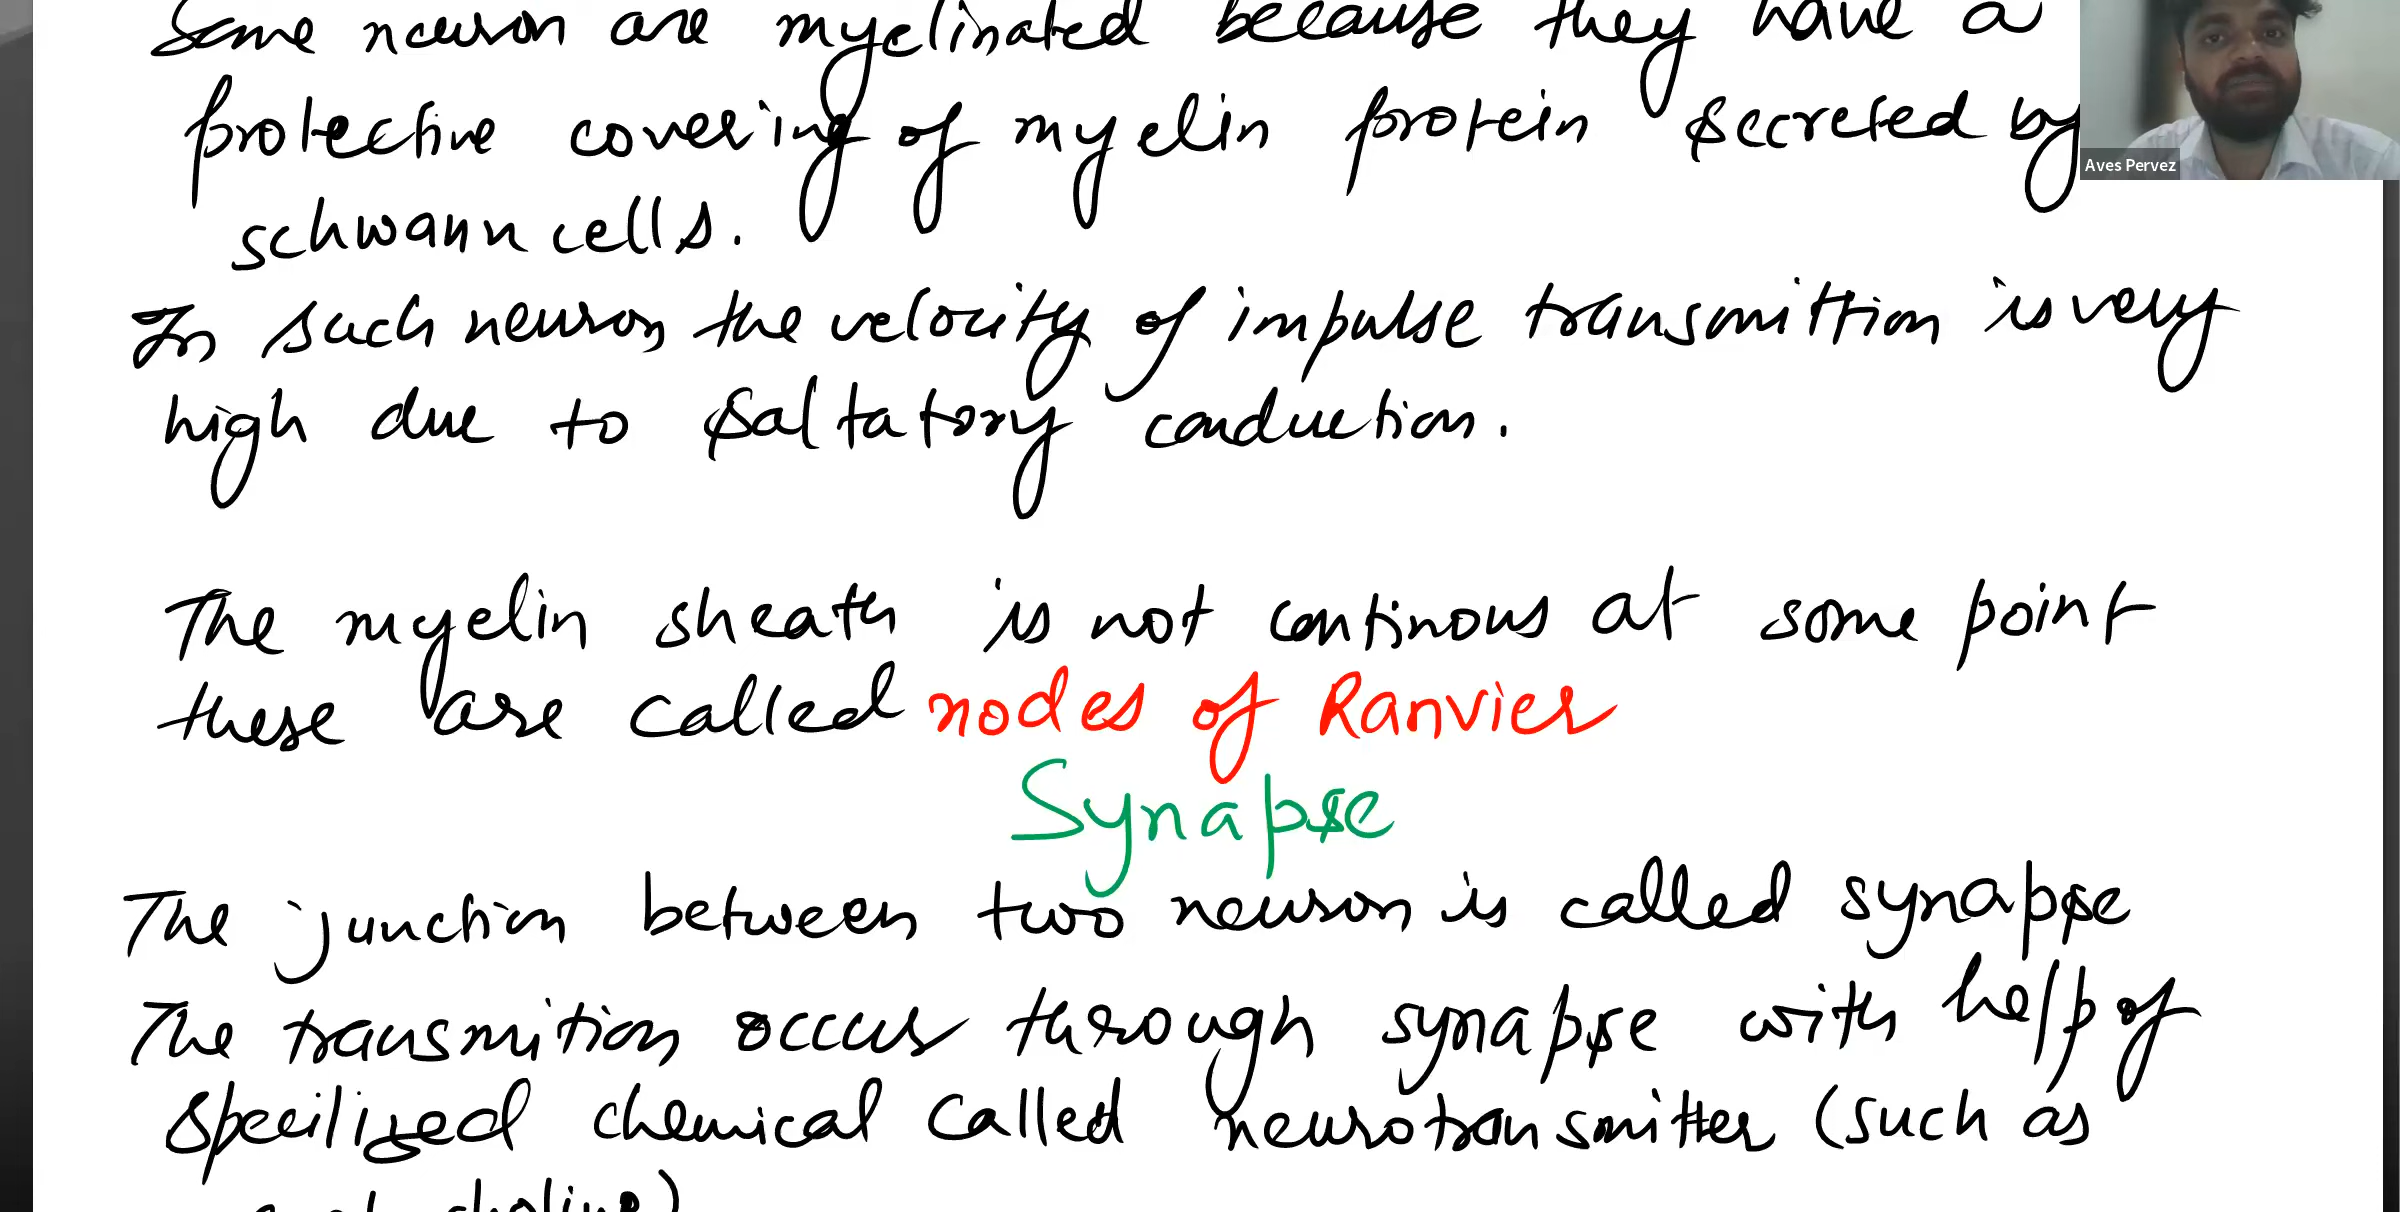 Some neuron are myelinated because they have a
protective covering of myelin protein secreted by
Aves Pervez
schwann cells.
In such neuron the velocity of impulse transmittion is very
high due to saltatory conduction.
The myelin sheath is not continous at some point
these are called nodes of Ranvier
Synapse
The junction between two neuron is called synapse
The transmition occur through synapse with help of
specilized chemical called neurotransmitter (such as